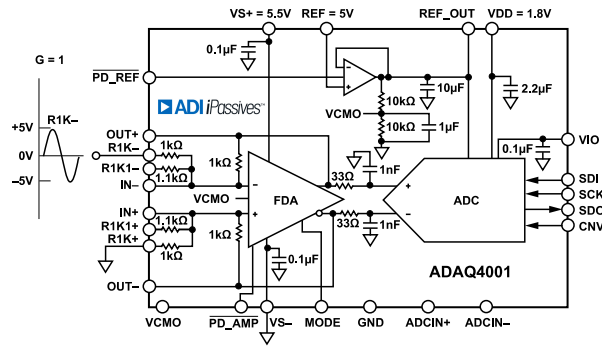 VS+ = 5.5V REF = 5V REF_OUT VDD = 1.8V
G = 1
0.1µF
PD_REF
10kΩ
10µF
2.2µF
ADI iPassives™
VCMO
10kΩ
1µF
0.1µF
VIO
R1K–
+5V
0V
–5V
OUT+
1kΩ
R1K–
1kΩ
R1K1–
1.1kΩ
IN–
VCMO
FDA
33Ω
1nF
ADC
SDI
SCK
SDO
CNV
IN+
1.1kΩ
R1K1+
R1K+
1kΩ
1kΩ
33Ω
1nF
0.1µF
OUT–
ADAQ4001
VCMO PD_AMP VS– MODE GND ADCIN+ ADCIN–